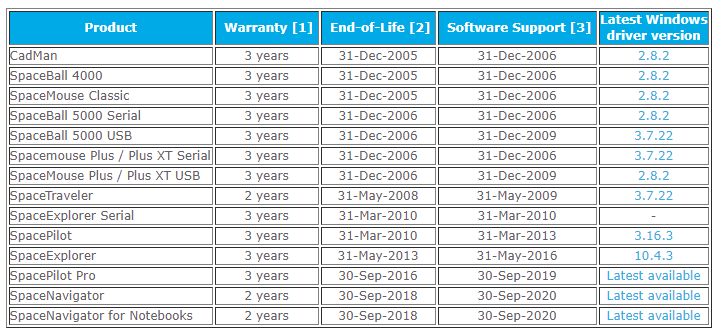 Product Warranty [1] End-of-Life [2] Software Support [3] Latest Windows driver version
CadMan 3 years 31-Dec-2005 31-Dec-2006 2.8.2
SpaceBall 4000 3 years 31-Dec-2005 31-Dec-2006 2.8.2
SpaceMouse Classic 3 years 31-Dec-2005 31-Dec-2006 2.8.2
SpaceBall 5000 Serial 3 years 31-Dec-2006 31-Dec-2006 2.8.2
SpaceBall 5000 USB 3 years 31-Dec-2006 31-Dec-2009 3.7.22
Spacemouse Plus / Plus XT Serial 3 years 31-Dec-2006 31-Dec-2006 3.7.22
SpaceMouse Plus / Plus XT USB 3 years 31-Dec-2006 31-Dec-2006 2.8.2
SpaceTraveler 2 years 31-May-2008 31-May-2009 3.7.22
SpaceExplorer Serial 3 years 31-Mar-2010 31-Mar-2010 -
SpacePilot 3 years 31-Mar-2010 31-Mar-2013 3.16.3
SpaceExplorer 3 years 31-May-2013 31-May-2016 10.4.3
SpacePilot Pro 3 years 30-Sep-2016 30-Sep-2019 Latest available
SpaceNavigator 2 years 30-Sep-2018 30-Sep-2020 Latest available
SpaceNavigator for Notebooks 2 years 30-Sep-2018 30-Sep-2020 Latest available